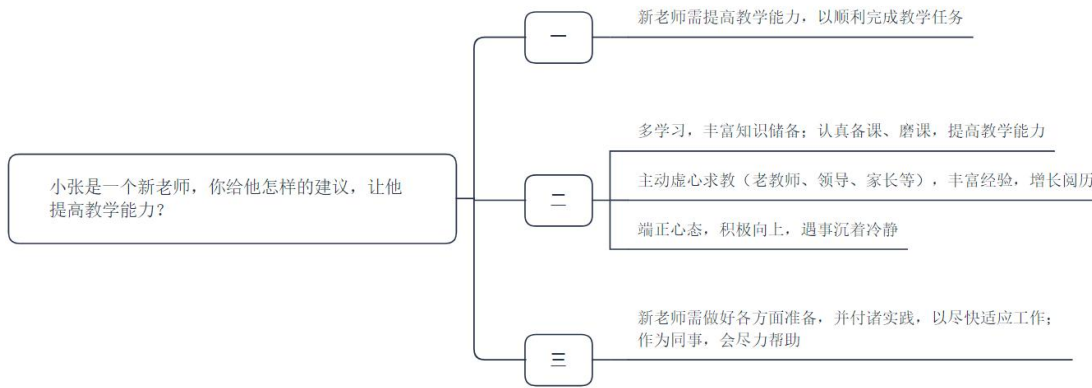 小张是一个新老师，你给他怎样的建议，让他
提高教学能力？
一
新老师需提高教学能力，以顺利完成教学任务
二
多学习，丰富知识储备；认真备课、磨课，提高教学能力
主动虚心求教（老教师、领导、家长等），丰富经验，增长阅历
端正心态，积极向上，遇事沉着冷静
三
新老师需做好各方面准备，并付诸实践，以尽快适应工作；
作为同事，会尽力帮助